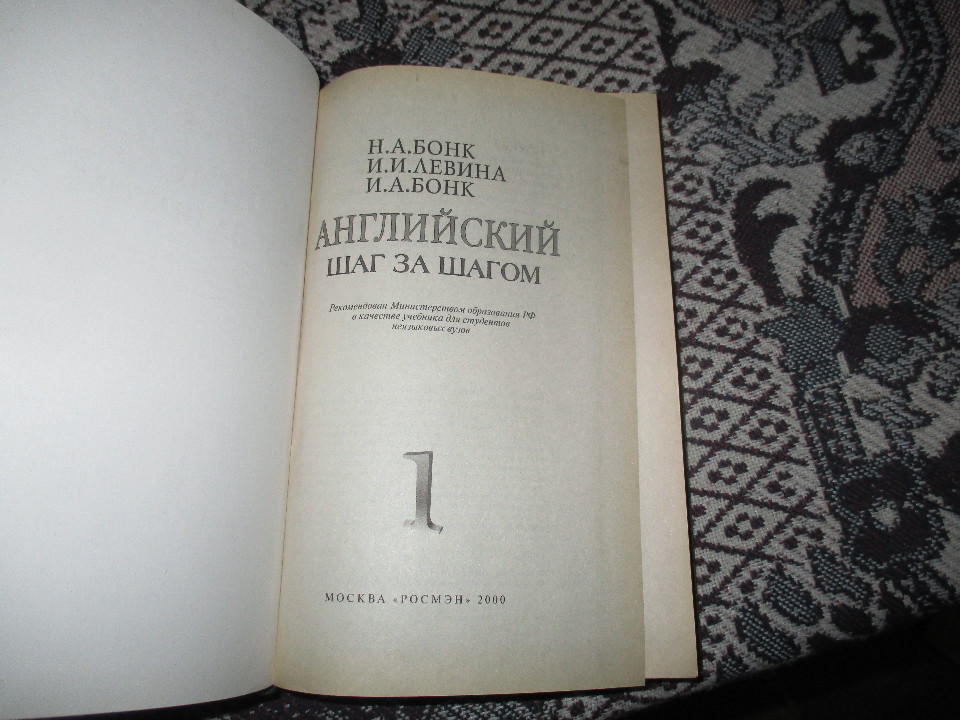 Н.А.БОНК
И.И.ЛЕВИНА
И.А.БОНК
АНГЛИЙСКИЙ
ШАГ ЗА ШАГОМ
Рекомендован Министерством образования РФ
в качестве учебника для студентов
неязыковых вузов
1
МОСКВА «РОСМЭН» 2000